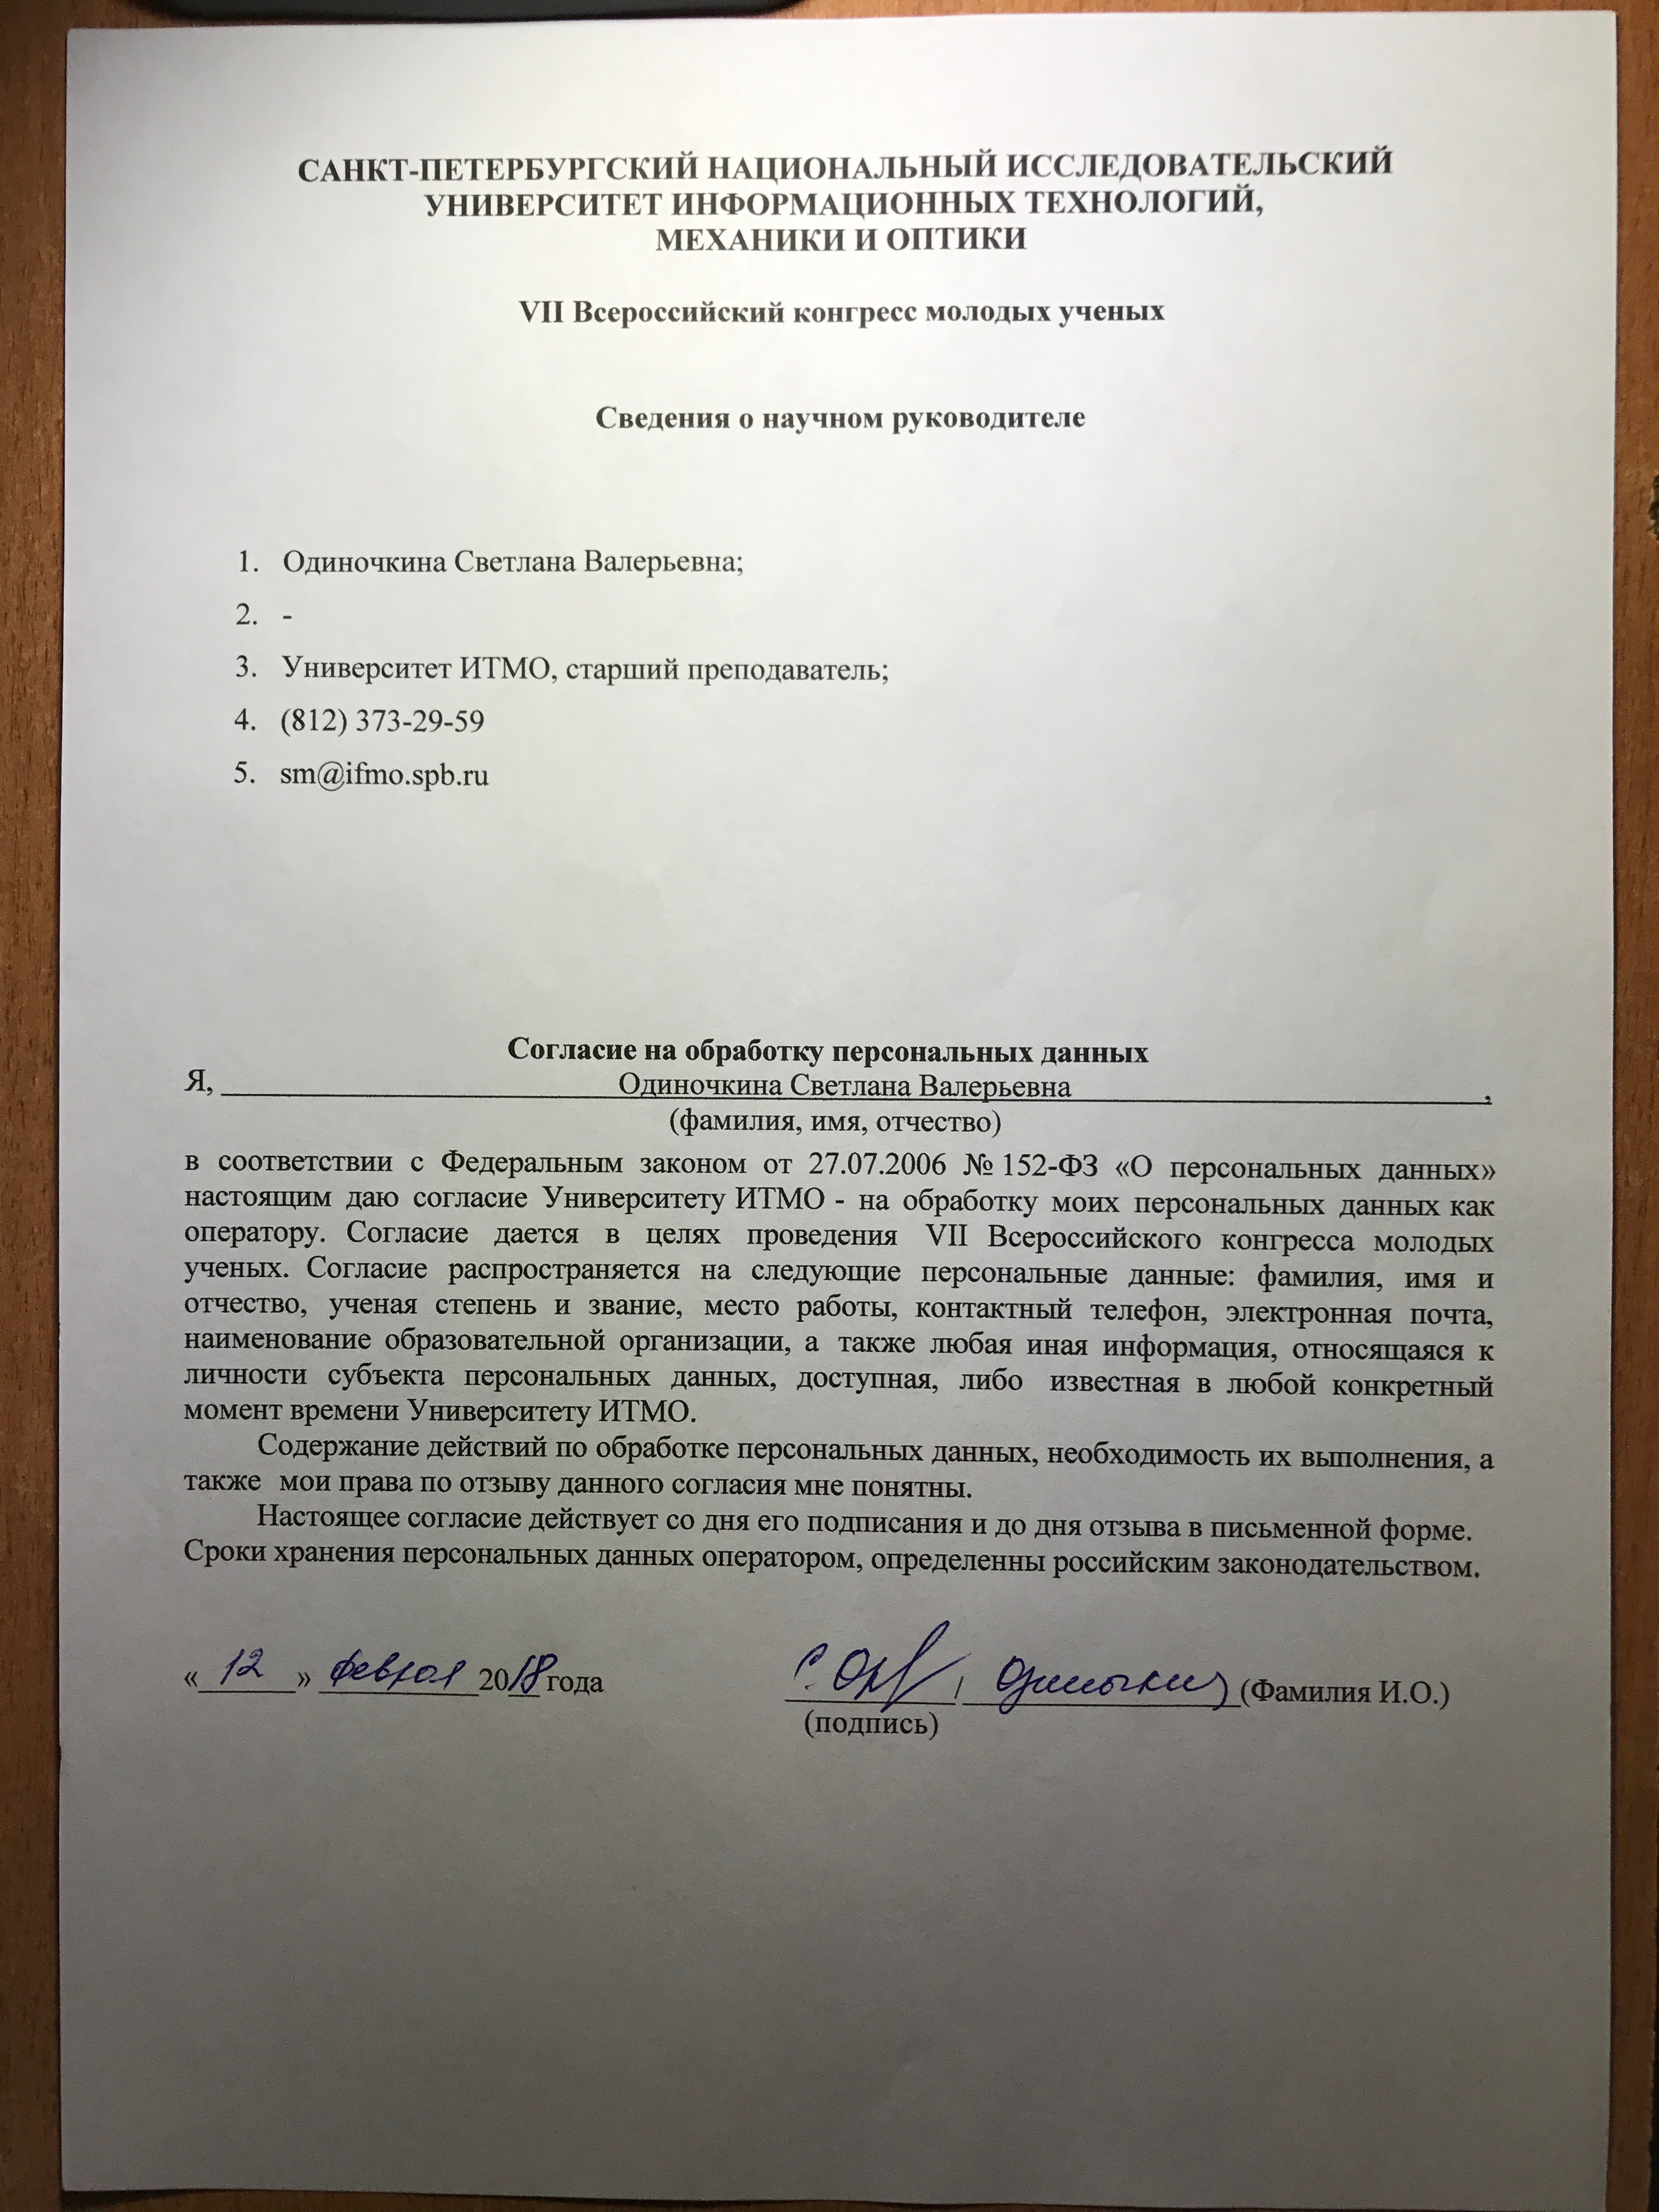 САНКТ-ПЕТЕРБУРГСКИЙ НАЦИОНАЛЬНЫЙ ИССЛЕДОВАТЕЛЬСКИЙ
УНИВЕРСИТЕТ ИНФОРМАЦИОННЫХ ТЕХНОЛОГИЙ,
МЕХАНИКИ И ОПТИКИ
VII Всероссийский конгресс молодых ученых
Сведения о научном руководителе
1. Одиночкина Светлана Валерьевна;
2. -
3. Университет ИТМО, старший преподаватель;
4. (812) 373-29-59
5. sm@ifmo.spb.ru
Согласие на обработку персональных данных
Я, Одиночкина Светлана Валерьевна,
(фамилия, имя, отчество)
в соответствии с Федеральным законом от 27.07.2006 № 152-ФЗ «О персональных данных»
настоящим даю согласие Университету ИТМО - на обработку моих персональных данных как
оператору. Согласие дается в целях проведения VII Всероссийского конгресса молодых
ученых. Согласие распространяется на следующие персональные данные: фамилия, имя и
отчество, ученая степень и звание, место работы, контактный телефон, электронная почта,
наименование образовательной организации, а также любая иная информация, относящаяся к
личности субъекта персональных данных, доступная, либо известная в любой конкретный
момент времени Университету ИТМО.
Содержание действий по обработке персональных данных, необходимость их выполнения, а
также мои права по отзыву данного согласия мне понятны.
Настоящее согласие действует со дня его подписания и до дня отзыва в письменной форме.
Сроки хранения персональных данных оператором, определенны российским законодательством.
«12» февраля 2018 года / (Фамилия И.О.)
(подпись)